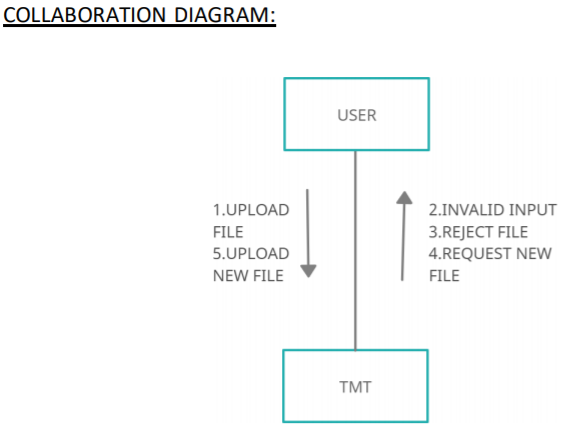 COLLABORATION DIAGRAM:
USER
1.UPLOAD
FILE
5.UPLOAD
NEW FILE
2.INVALID INPUT
3.REJECT FILE
4.REQUEST NEW
FILE
TMT